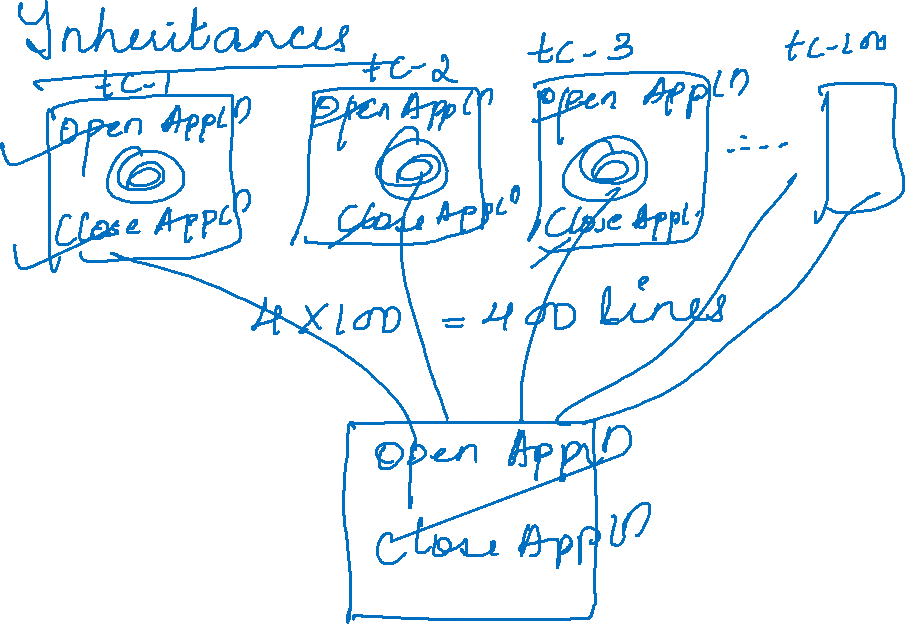 Inheritances
tc-1 tc-2 tc-3 tc-100
Open Appln Open Appln Open Appln
Close Appln Close Appln Close Appl.
4 x 100 = 400 Lines
Open Appln
Close Appln